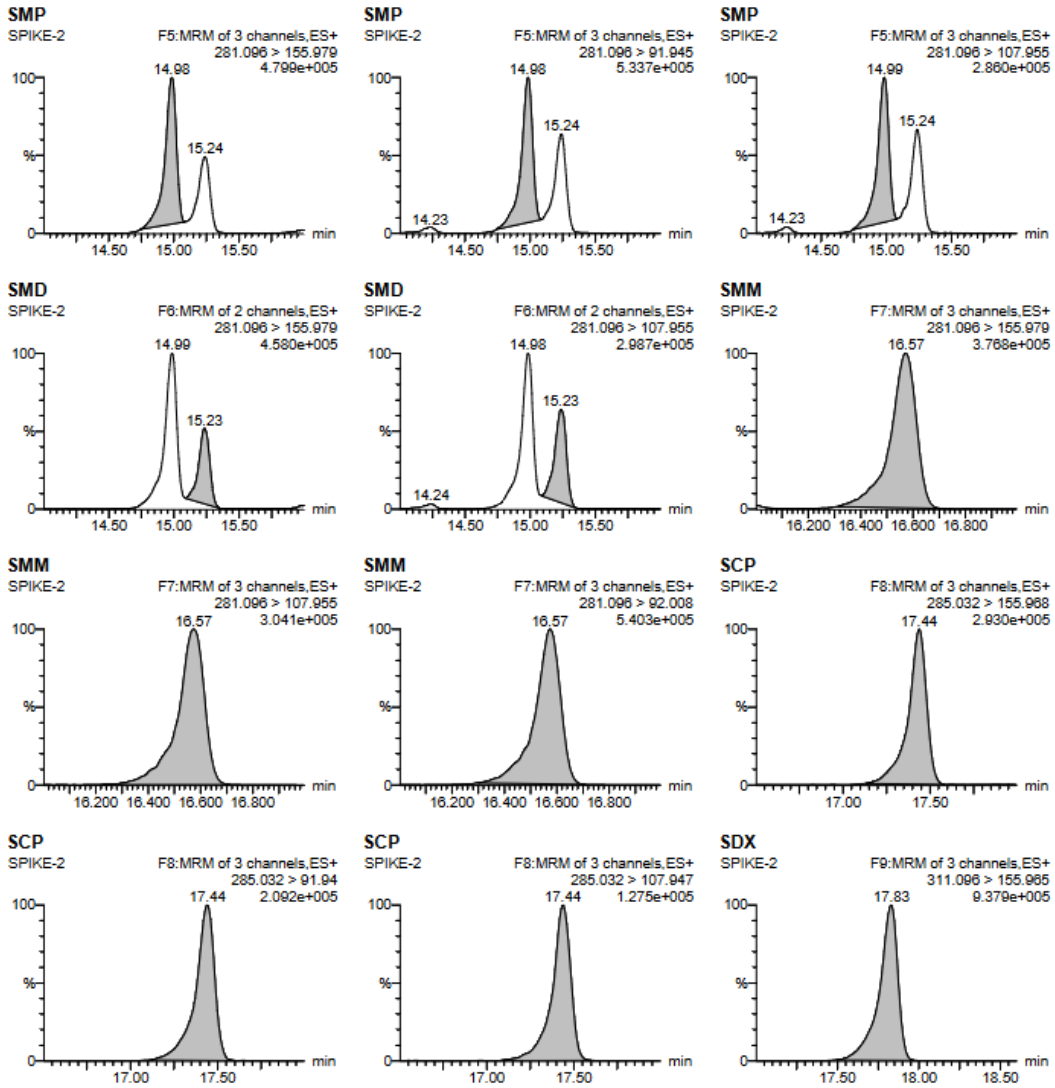 SMP
SPIKE-2 F5:MRM of 3 channels,ES+
281.096 > 155.979
4.799e+005
100
14.98
15.24
%
0
14.50 15.00 15.50 min
SMP
SPIKE-2 F5:MRM of 3 channels,ES+
281.096 > 91.945
5.337e+005
100
14.98
15.24
%
14.23
0
14.50 15.00 15.50 min
SMP
SPIKE-2 F5:MRM of 3 channels,ES+
281.096 > 107.955
2.860e+005
100
14.99
15.24
%
14.23
0
14.50 15.00 15.50 min
SMD
SPIKE-2 F6:MRM of 2 channels,ES+
281.096 > 155.979
4.580e+005
100
14.99
15.23
%
0
14.50 15.00 15.50 min
SMD
SPIKE-2 F6:MRM of 2 channels,ES+
281.096 > 107.955
2.987e+005
100
14.98
15.23
%
14.24
0
14.50 15.00 15.50 min
SMM
SPIKE-2 F7:MRM of 3 channels,ES+
281.096 > 155.979
3.768e+005
100
16.57
%
0
16.200 16.400 16.600 16.800 min
SMM
SPIKE-2 F7:MRM of 3 channels,ES+
281.096 > 107.955
3.041e+005
100
16.57
%
0
16.200 16.400 16.600 16.800 min
SMM
SPIKE-2 F7:MRM of 3 channels,ES+
281.096 > 92.008
5.403e+005
100
16.57
%
0
16.200 16.400 16.600 16.800 min
SCP
SPIKE-2 F8:MRM of 3 channels,ES+
285.032 > 155.968
2.930e+005
100
17.44
%
0
17.00 17.50 min
SCP
SPIKE-2 F8:MRM of 3 channels,ES+
285.032 > 91.94
2.092e+005
100
17.44
%
0
17.00 17.50 min
SCP
SPIKE-2 F8:MRM of 3 channels,ES+
285.032 > 107.947
1.275e+005
100
17.44
%
0
17.00 17.50 min
SDX
SPIKE-2 F9:MRM of 3 channels,ES+
311.096 > 155.965
9.379e+005
100
17.83
%
0
17.50 18.00 18.50 min